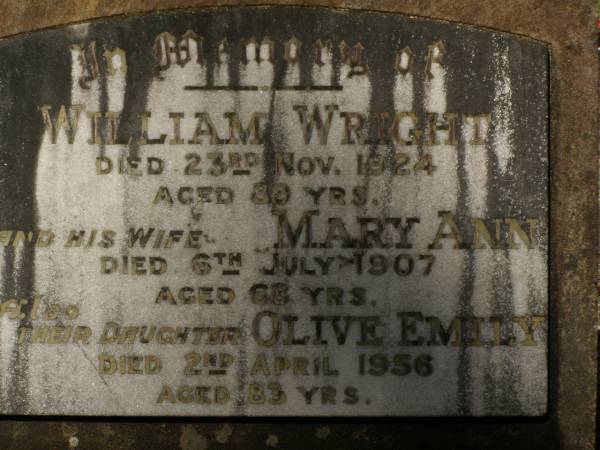 In Memory of
WILLIAM WRIGHT
DIED 23RD NOV. 1924
AGED 89 YRS.
AND HIS WIFE MARY ANN
DIED 6TH JULY 1907
AGED 68 YRS.
ALSO
THEIR DAUGHTER OLIVE EMILY
DIED 2ND APRIL 1956
AGED 83 YRS.